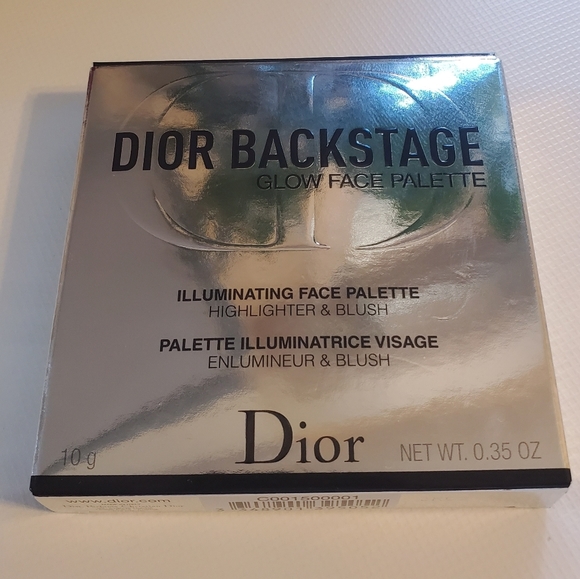 DIOR BACKSTAGE
GLOW FACE PALETTE
ILLUMINATING FACE PALETTE
HIGHLIGHTER & BLUSH
PALETTE ILLUMINATRICE VISAGE
ENLUMINEUR & BLUSH
Dior
10 g
NET WT. 0.35 OZ
www.dior.com
C001500001